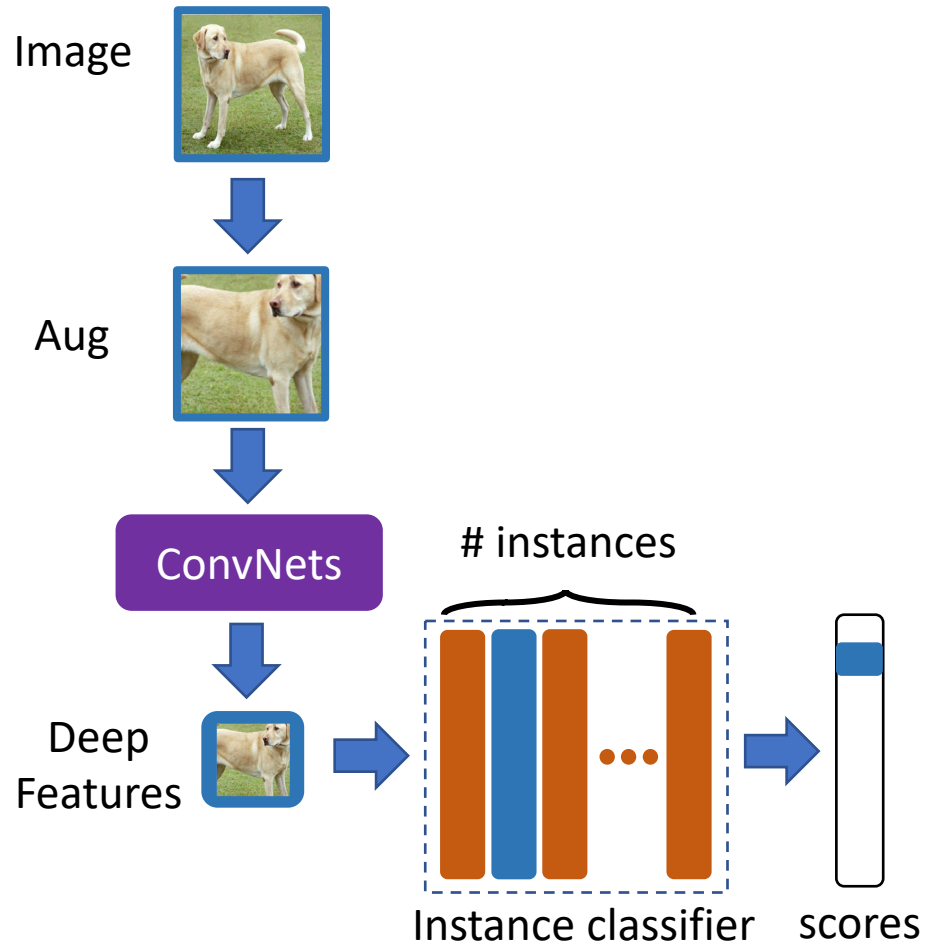 Image
Aug
ConvNets
# instances
Deep
Features
Instance classifier
scores